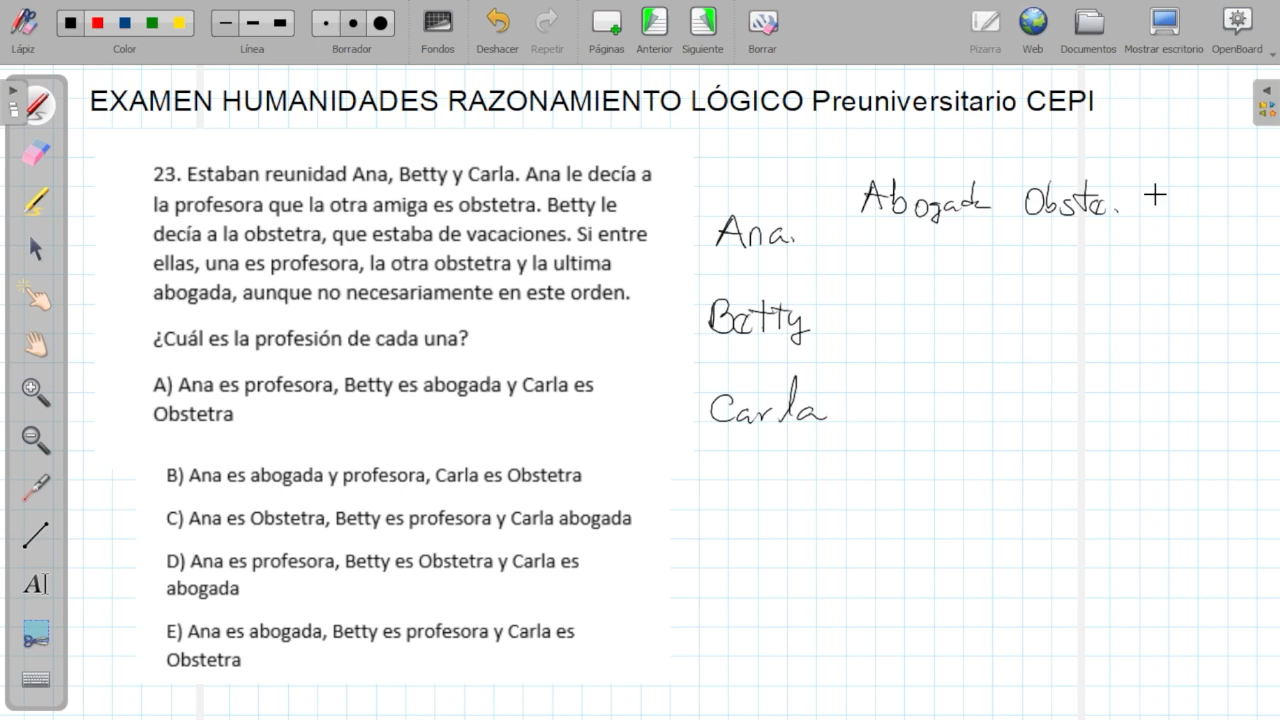 Lápiz Color Línea Borrador Fondos Deshacer Repetir Páginas Anterior Siguiente Borrar Pizarra Web Documentos Mostrar escritorio OpenBoard
EXAMEN HUMANIDADES RAZONAMIENTO LÓGICO Preuniversitario CEPI
23. Estaban reunidad Ana, Betty y Carla. Ana le decía a
la profesora que la otra amiga es obstetra. Betty le
decía a la obstetra, que estaba de vacaciones. Si entre
ellas, una es profesora, la otra obstetra y la ultima
abogada, aunque no necesariamente en este orden.
¿Cuál es la profesión de cada una?
A) Ana es profesora, Betty es abogada y Carla es
Obstetra
B) Ana es abogada y profesora, Carla es Obstetra
C) Ana es Obstetra, Betty es profesora y Carla abogada
D) Ana es profesora, Betty es Obstetra y Carla es
abogada
E) Ana es abogada, Betty es profesora y Carla es
Obstetra
Abogada Obste.
Ana.
Betty
Carla